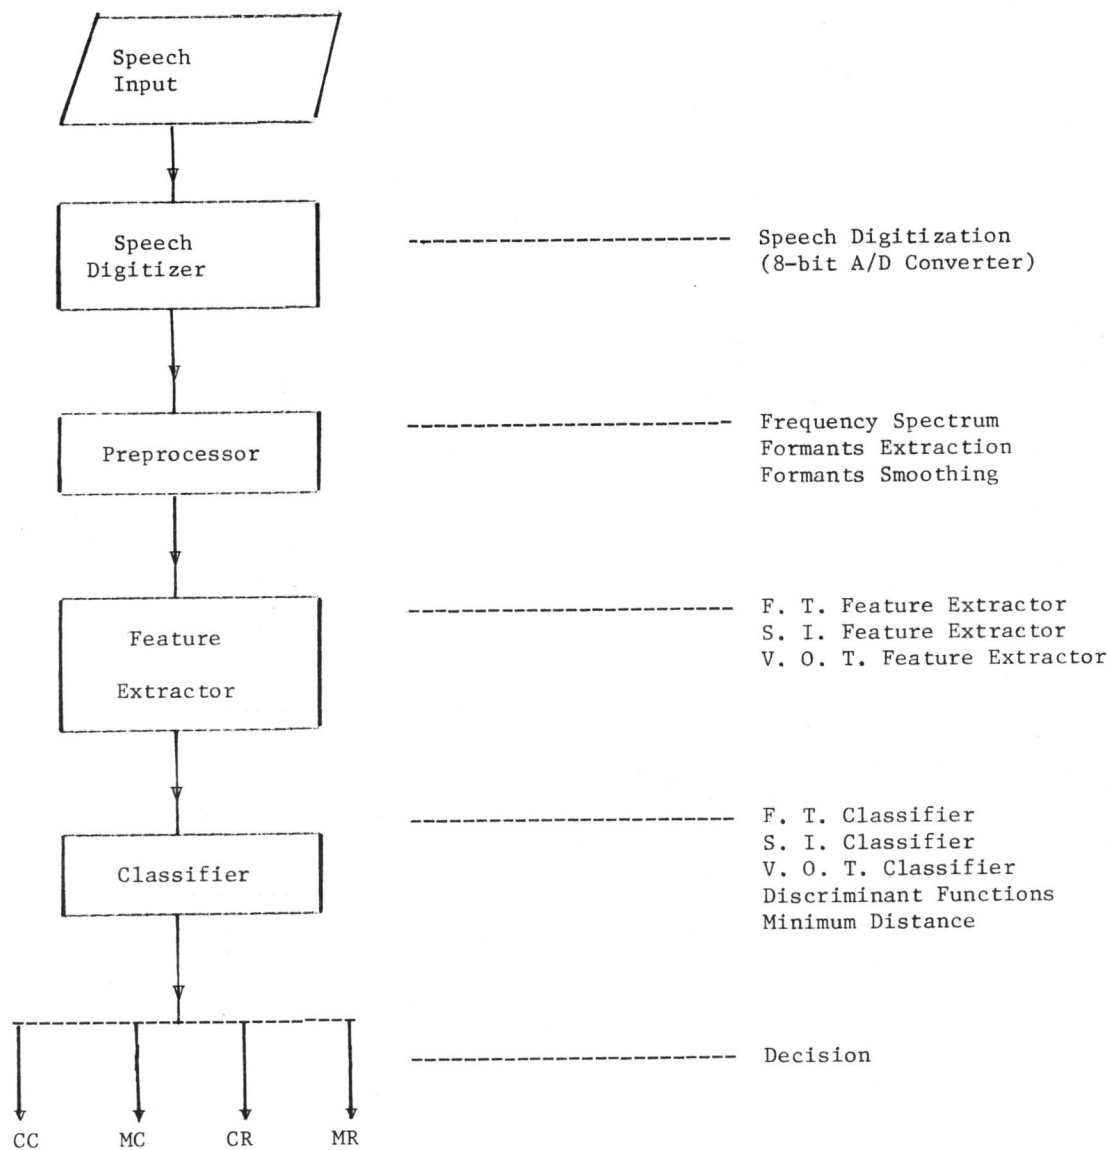 Speech
Input
Speech
Digitizer
Speech Digitization
(8-bit A/D Converter)
Preprocessor
Frequency Spectrum
Formants Extraction
Formants Smoothing
Feature
Extractor
F. T. Feature Extractor
S. I. Feature Extractor
V. O. T. Feature Extractor
Classifier
F. T. Classifier
S. I. Classifier
V. O. T. Classifier
Discriminant Functions
Minimum Distance
Decision
CC MC CR MR